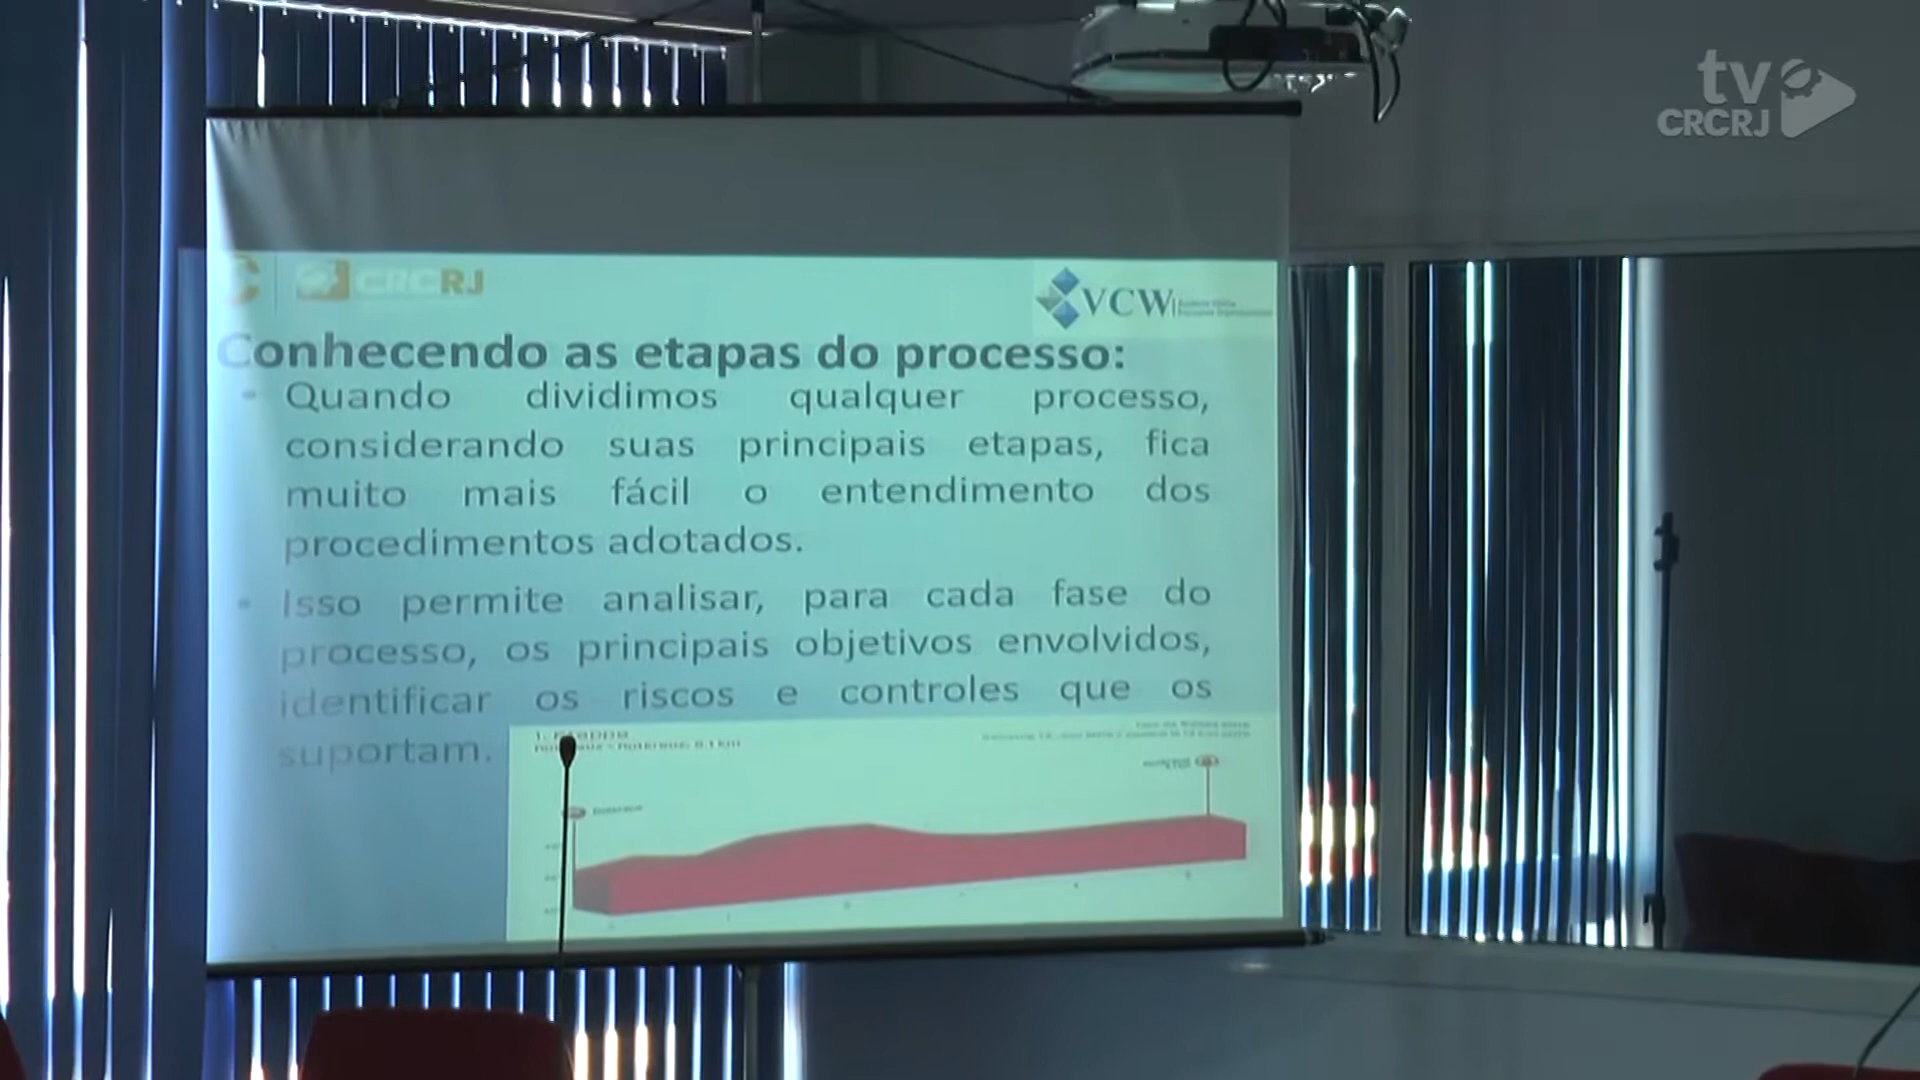 tv
CRCRJ
CRCRJ
VCW
Conhecendo as etapas do processo:
Quando dividimos qualquer processo,
considerando suas principais etapas, fica
muito mais fácil o entendimento dos
procedimentos adotados.
Isso permite analisar, para cada fase do
processo, os principais objetivos envolvidos,
identificar os riscos e controles que os
suportam.